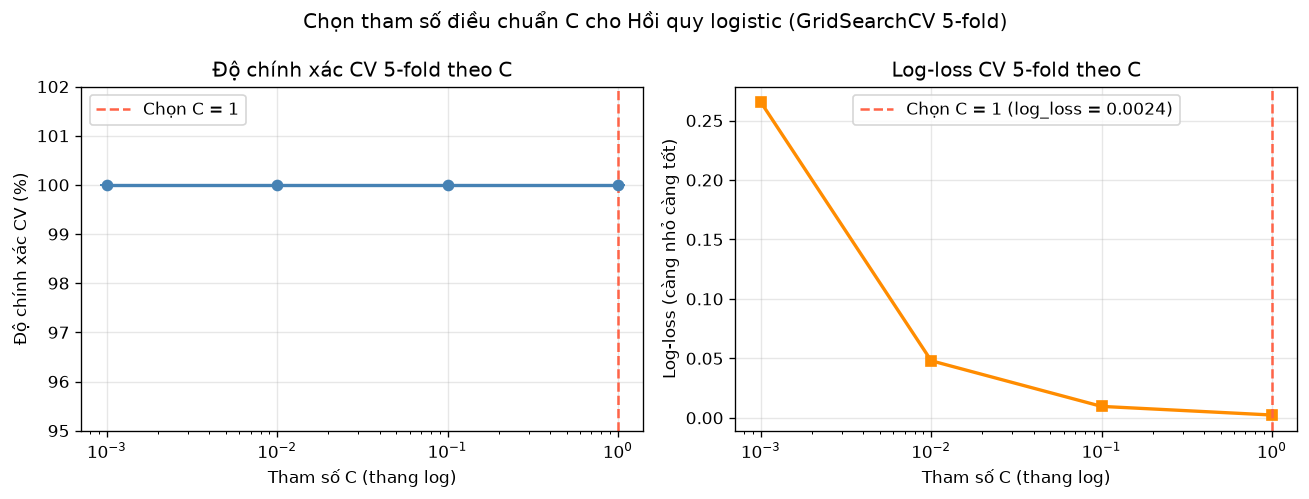 Chọn tham số điều chuẩn C cho Hồi quy logistic (GridSearchCV 5-fold)
Độ chính xác CV 5-fold theo C
102
101
100
99
98
97
96
95
Độ chính xác CV (%)
Chọn C = 1
10⁻³
10⁻²
10⁻¹
10⁰
Tham số C (thang log)
Log-loss CV 5-fold theo C
0.25
0.20
0.15
0.10
0.05
0.00
Log-loss (càng nhỏ càng tốt)
Chọn C = 1 (log_loss = 0.0024)
10⁻³
10⁻²
10⁻¹
10⁰
Tham số C (thang log)